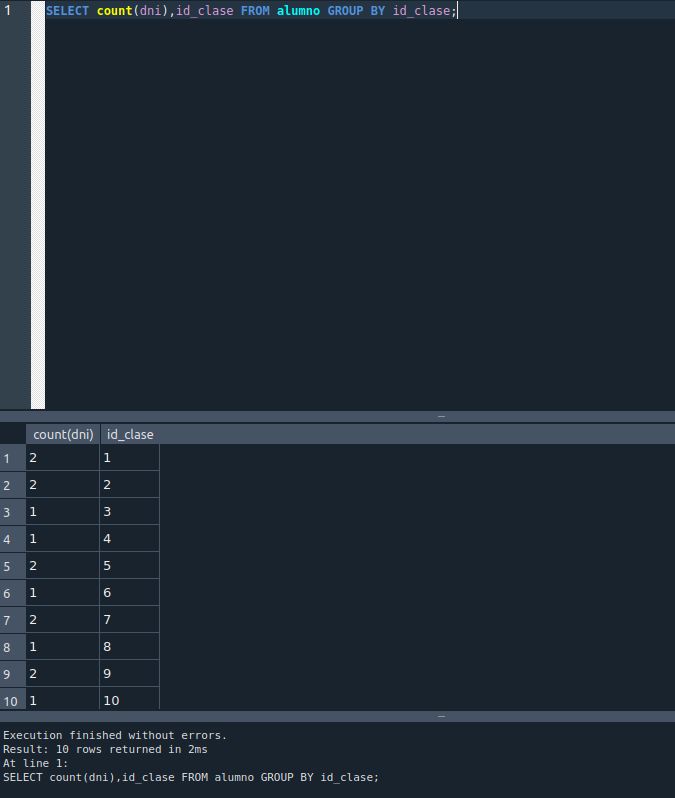 1 SELECT count(dni),id_clase FROM alumno GROUP BY id_clase;
count(dni) id_clase
1 2 1
2 2 2
3 1 3
4 1 4
5 2 5
6 1 6
7 2 7
8 1 8
9 2 9
10 1 10
Execution finished without errors.
Result: 10 rows returned in 2ms
At line 1:
SELECT count(dni),id_clase FROM alumno GROUP BY id_clase;